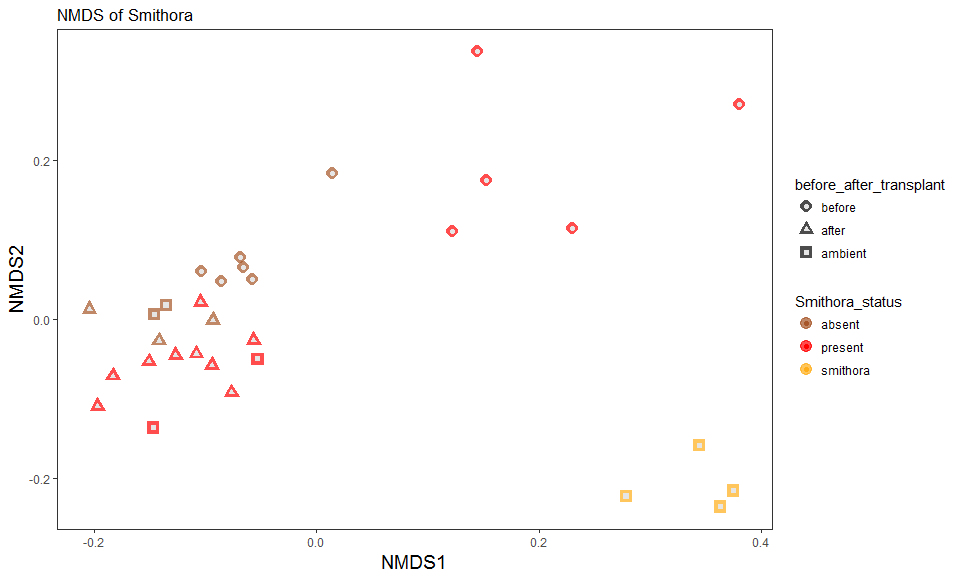 NMDS of Smithora
0.2
0.0
-0.2
NMDS2
-0.2
0.0
0.2
0.4
NMDS1
before_after_transplant
before
after
ambient
Smithora_status
absent
present
smithora